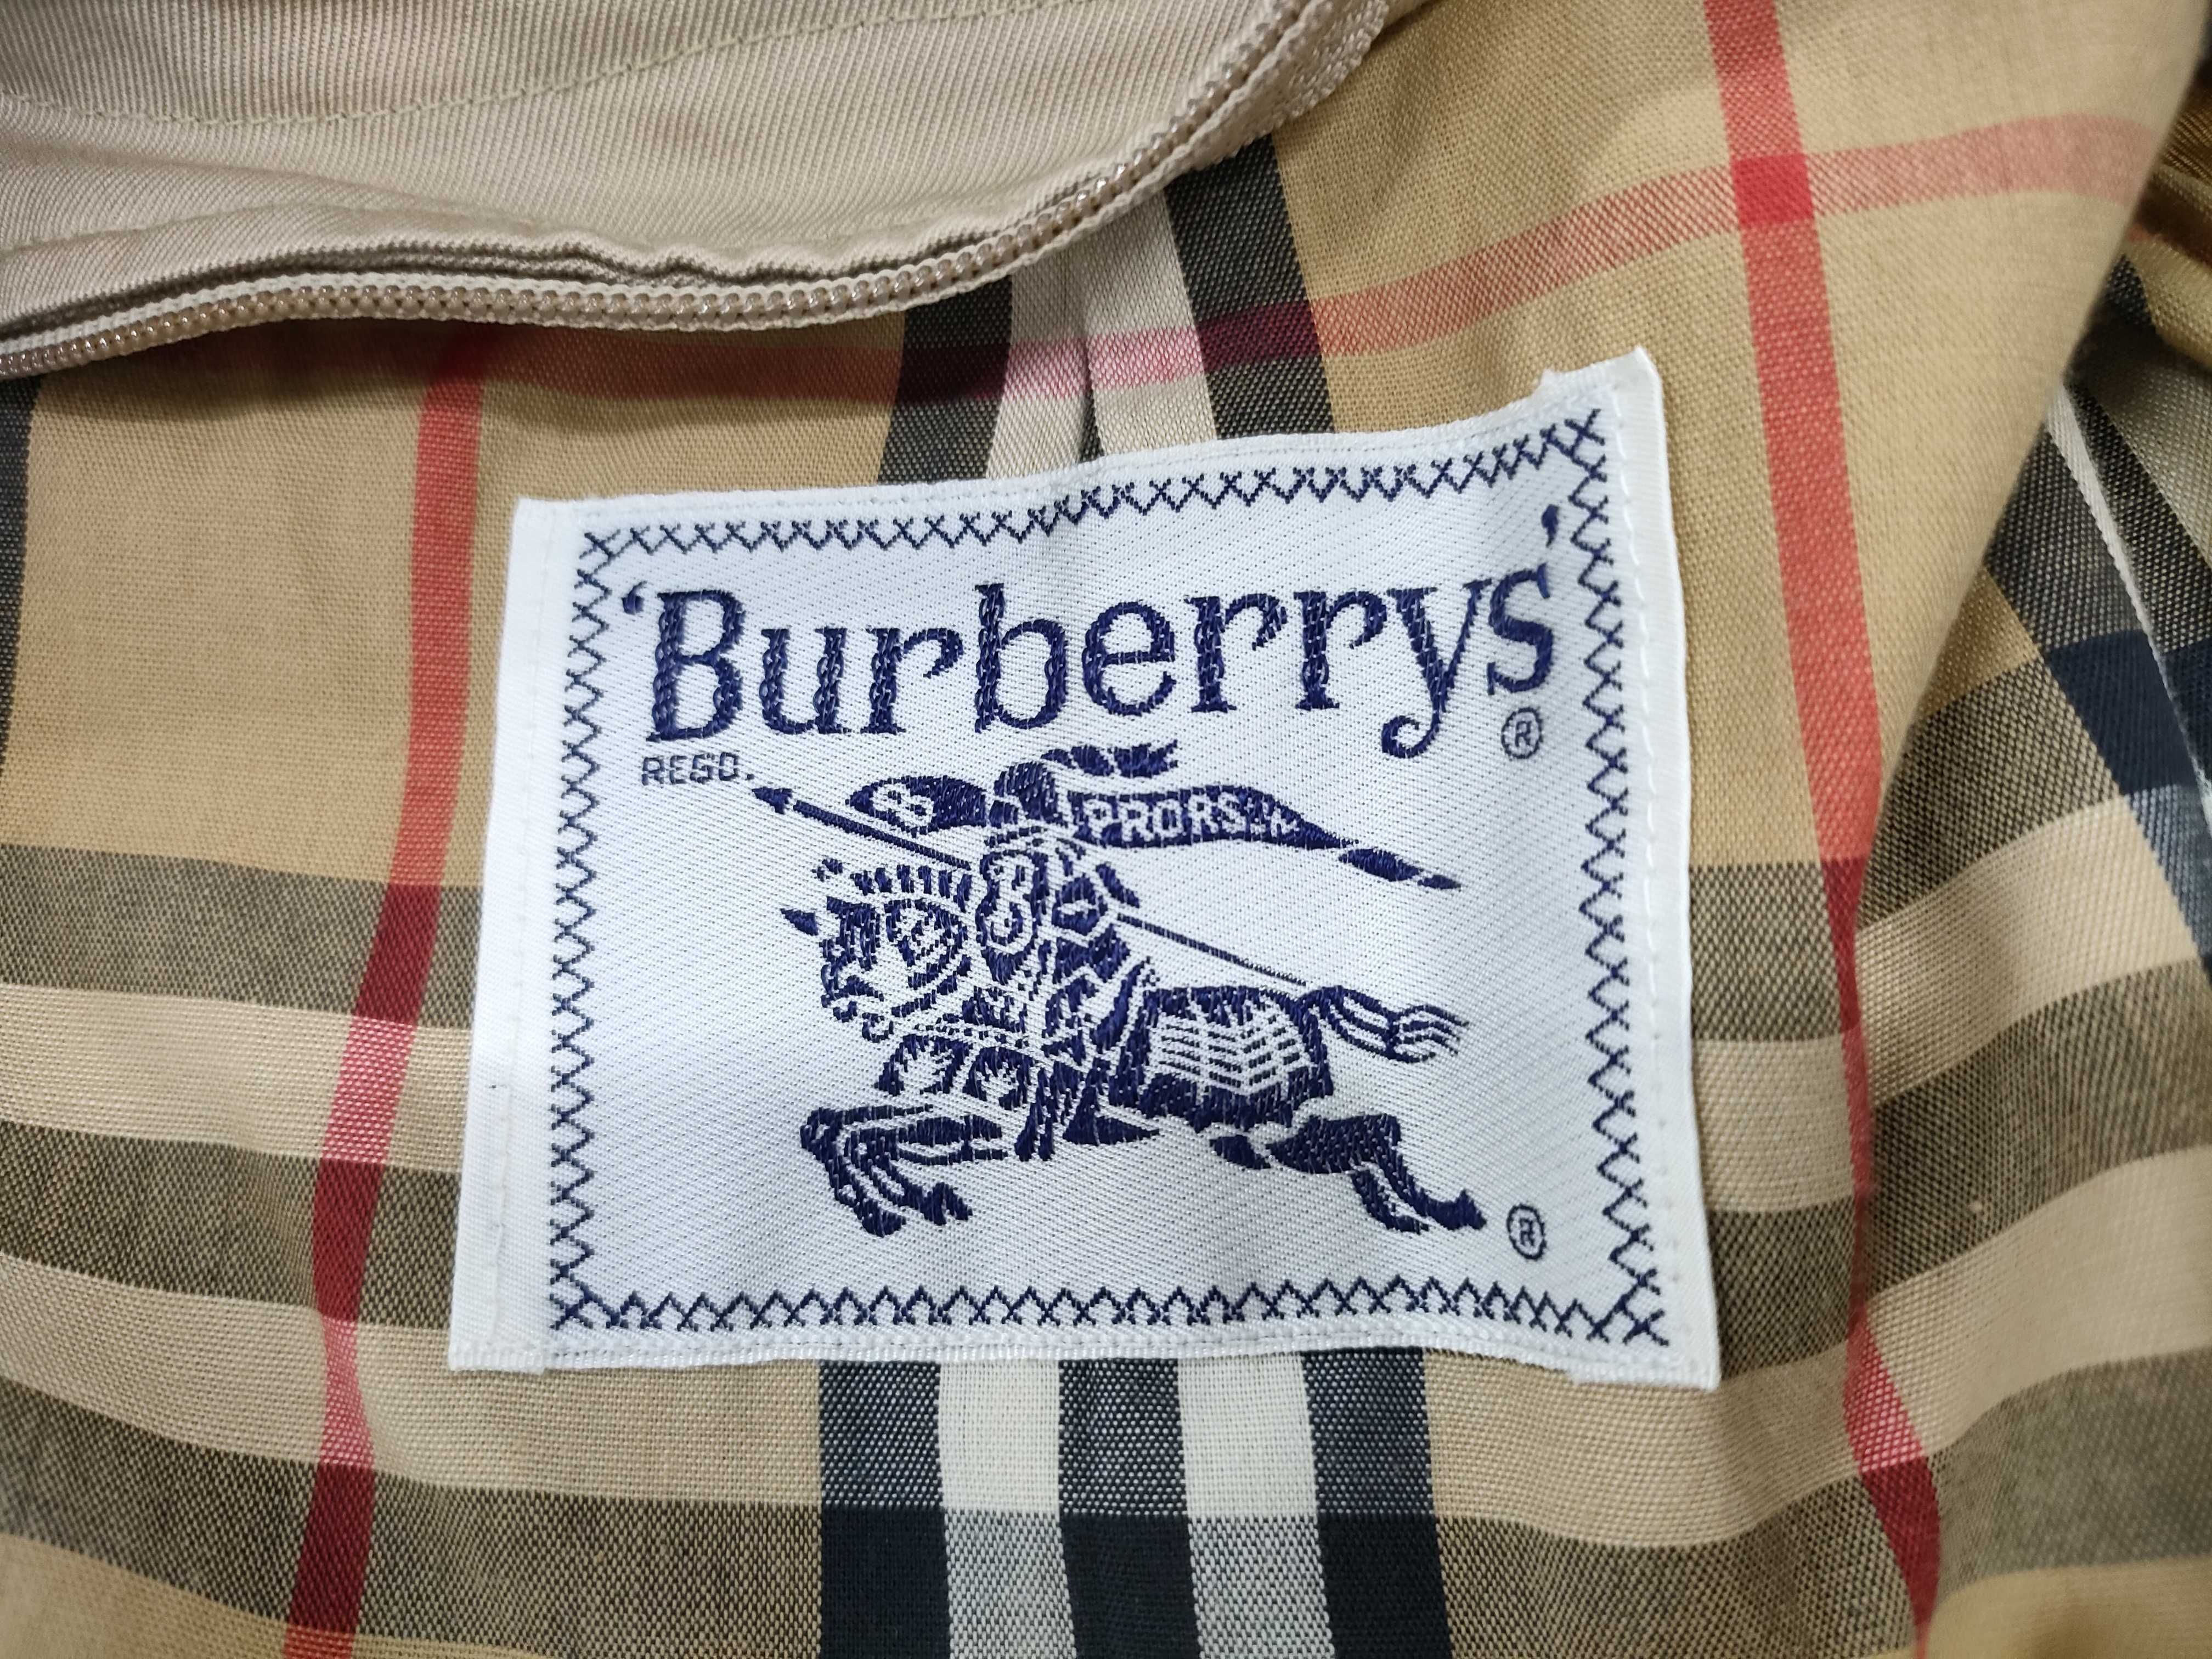 'Burberrys'
®
REGD.
PRORSUM
®